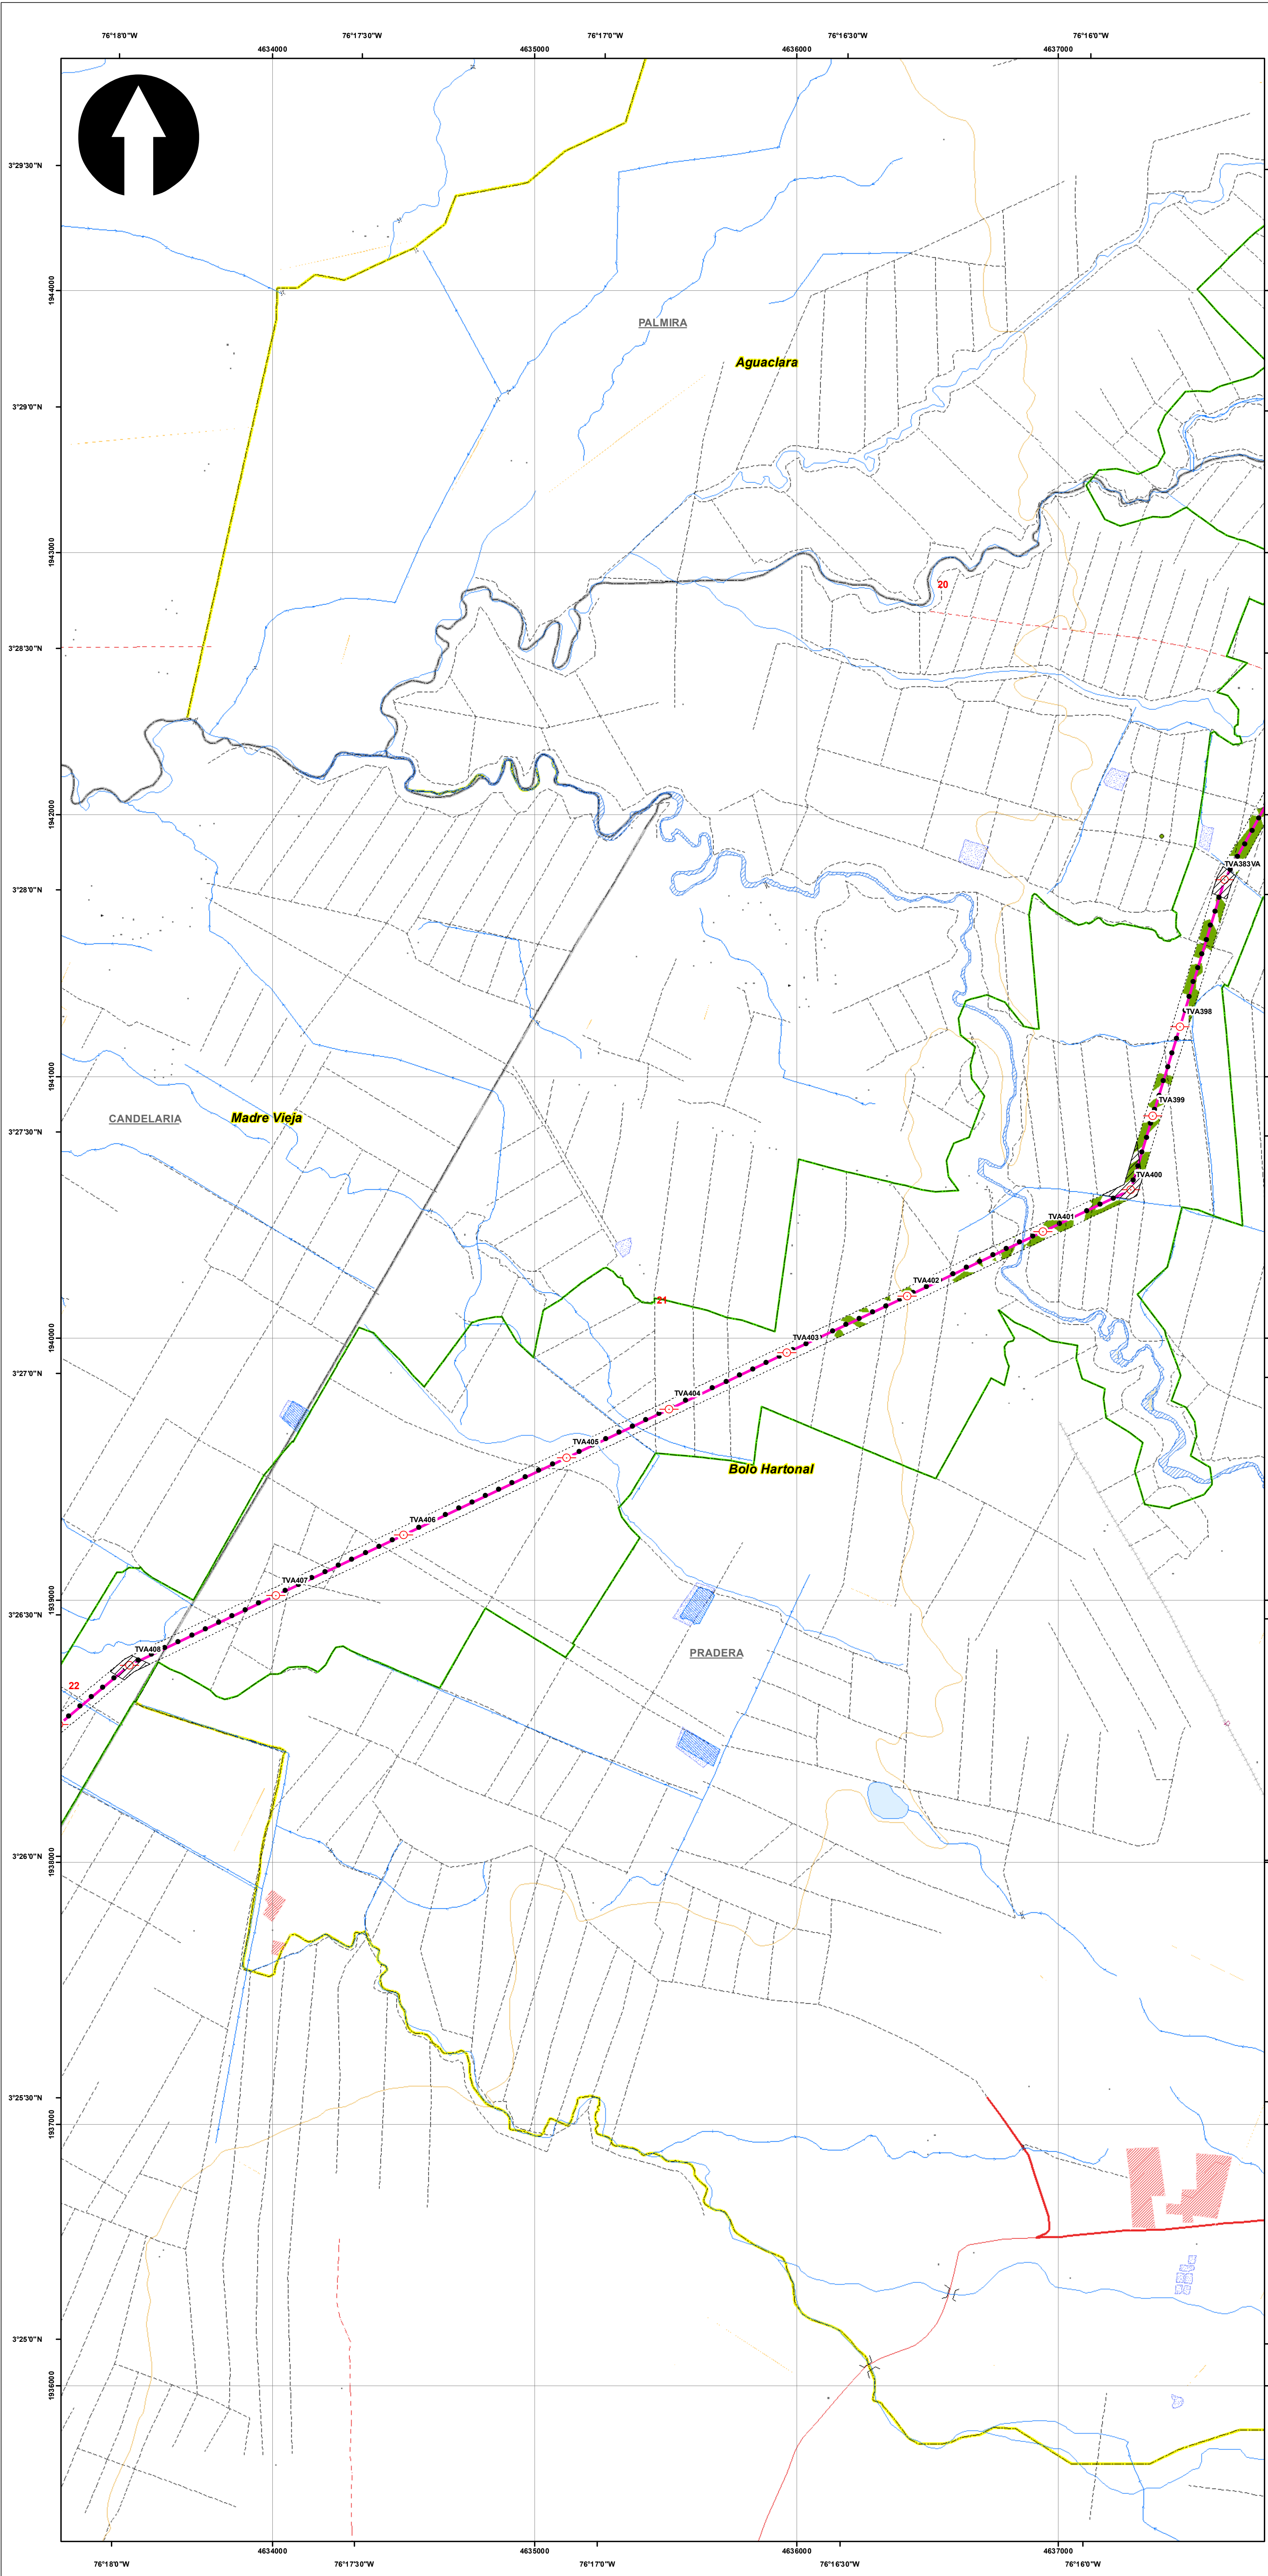 76°18'0"W 76°17'30"W 76°17'0"W 76°16'30"W 76°16'0"W
4634000 4635000 4636000 4637000
3°29'30"N
1944000
PALMIRA
Aguaclara
3°29'0"N
1943000
20
3°28'30"N
1942000
TVA383VA
3°28'0"N
TVA398
1941000
TVA399
CANDELARIA
Madre Vieja
3°27'30"N
TVA400
TVA401
TVA402
21
1940000
TVA403
3°27'0"N
TVA404
TVA405
Bolo Hartonal
TVA406
TVA407
1939000
3°26'30"N
TVA408
PRADERA
22
3°26'0"N
1938000
3°25'30"N
1937000
3°25'0"N
1936000
4634000 4635000 4636000 4637000
76°18'0"W 76°17'30"W 76°17'0"W 76°16'30"W 76°16'0"W